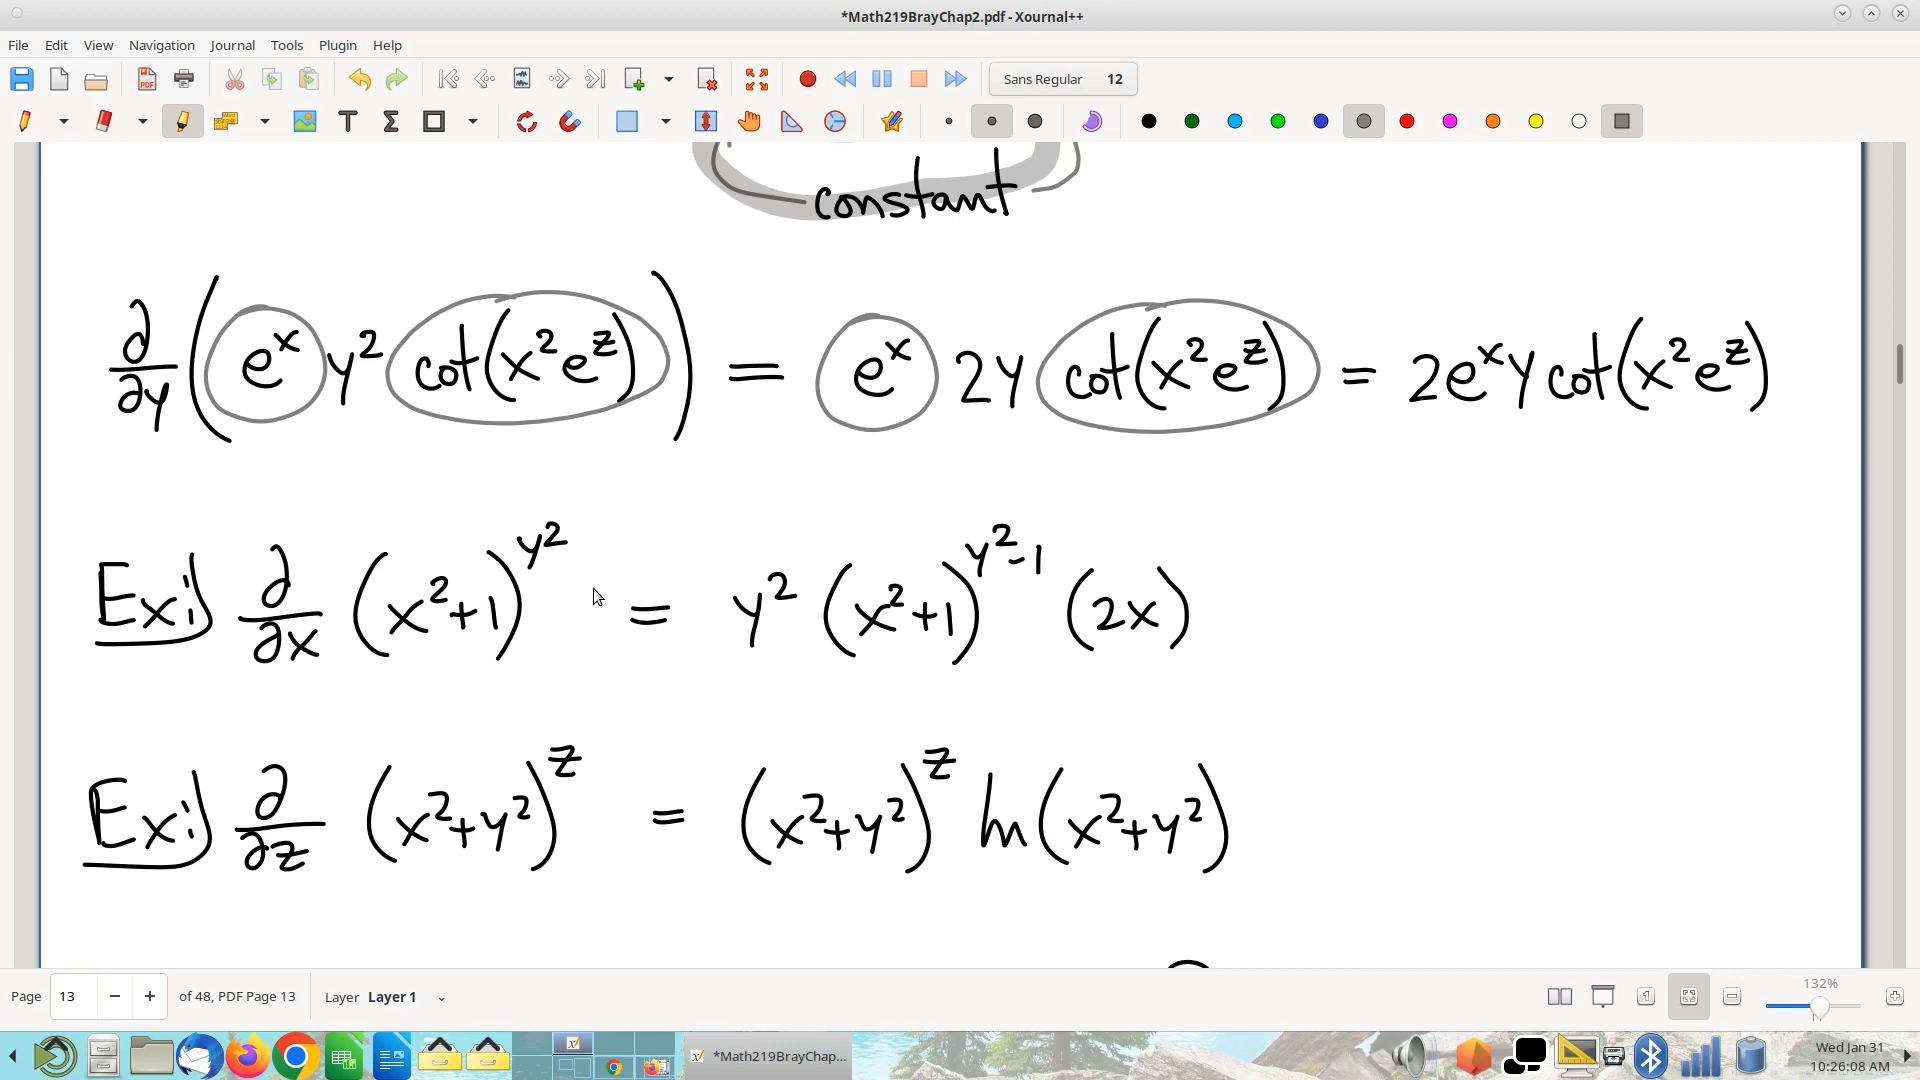 *Math219BrayChap2.pdf - Xournal++
File Edit View Navigation Journal Tools Plugin Help
Sans Regular 12
constant
∂/∂y (e^x y^2 cot(x^2 e^z)) = e^x 2y cot(x^2 e^z) = 2e^x y cot(x^2 e^z)
Ex:) ∂/∂x (x^2+1)^{y^2} = y^2 (x^2+1)^{y^2-1} (2x)
Ex:) ∂/∂z (x^2+y^2)^z = (x^2+y^2)^z ln(x^2+y^2)
Page 13 − + of 48, PDF Page 13 Layer Layer 1 132%
*Math219BrayChap... Wed Jan 31
10:26:08 AM